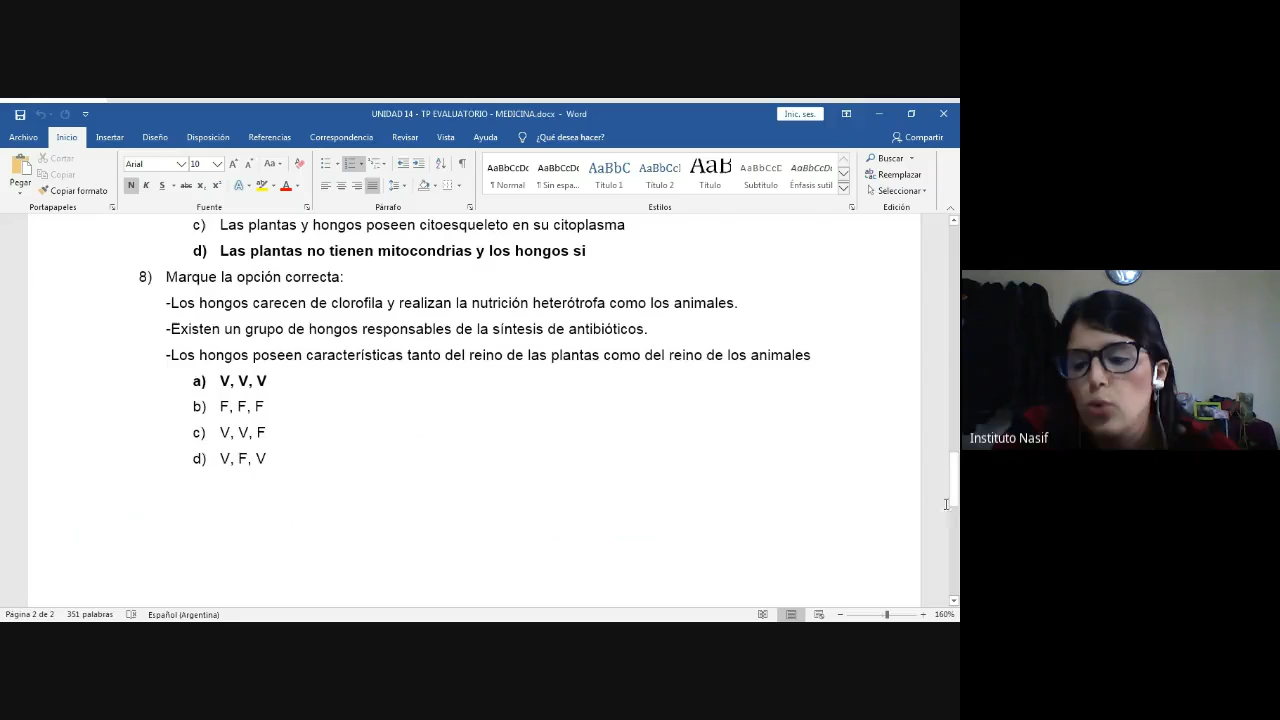 UNIDAD 14 - TP EVALUATORIO - MEDICINA.docx - Word
Inic. ses.
Archivo Inicio Insertar Diseño Disposición Referencias Correspondencia Revisar Vista Ayuda ¿Qué desea hacer? Compartir
Pegar
Cortar
Copiar
Copiar formato
Portapapeles
Arial 10
N K S abc x₂ x²
Fuente
Párrafo
AaBbCcDc AaBbCcDc AaBbC AaBbCcI AaB AaBbCcD AaBbCcDc
¶ Normal ¶ Sin espa... Título 1 Título 2 Título Subtítulo Énfasis sutil
Estilos
Buscar
Reemplazar
Seleccionar
Edición
c) Las plantas y hongos poseen citoesqueleto en su citoplasma
d) Las plantas no tienen mitocondrias y los hongos si
8) Marque la opción correcta:
-Los hongos carecen de clorofila y realizan la nutrición heterótrofa como los animales.
-Existen un grupo de hongos responsables de la síntesis de antibióticos.
-Los hongos poseen características tanto del reino de las plantas como del reino de los animales
a) V, V, V
b) F, F, F
c) V, V, F
d) V, F, V
Instituto Nasif
Página 2 de 2 351 palabras Español (Argentina) 160%